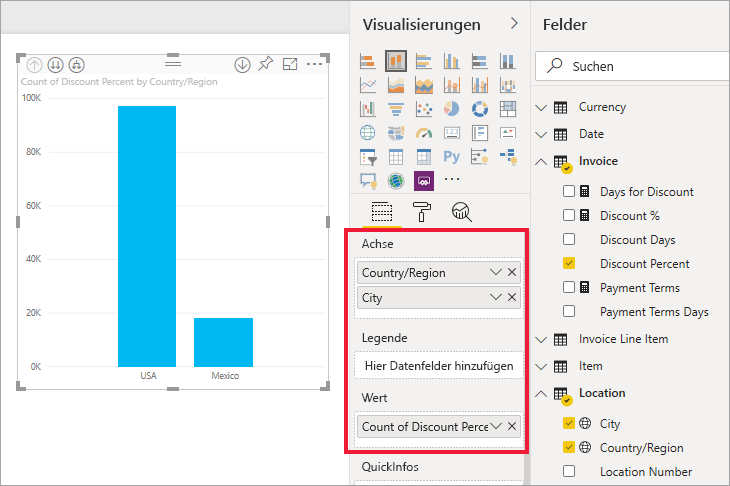 Count of Discount Percent by Country/Region
100K
80K
60K
40K
20K
0K
USA
Mexico
Visualisierungen
123
Py
Achse
Country/Region
City
Legende
Hier Datenfelder hinzufügen
Wert
Count of Discount Perce
QuickInfos
Felder
Suchen
Currency
Date
Invoice
Days for Discount
Discount %
Discount Days
Discount Percent
Payment Terms
Payment Terms Days
Invoice Line Item
Item
Location
City
Country/Region
Location Number